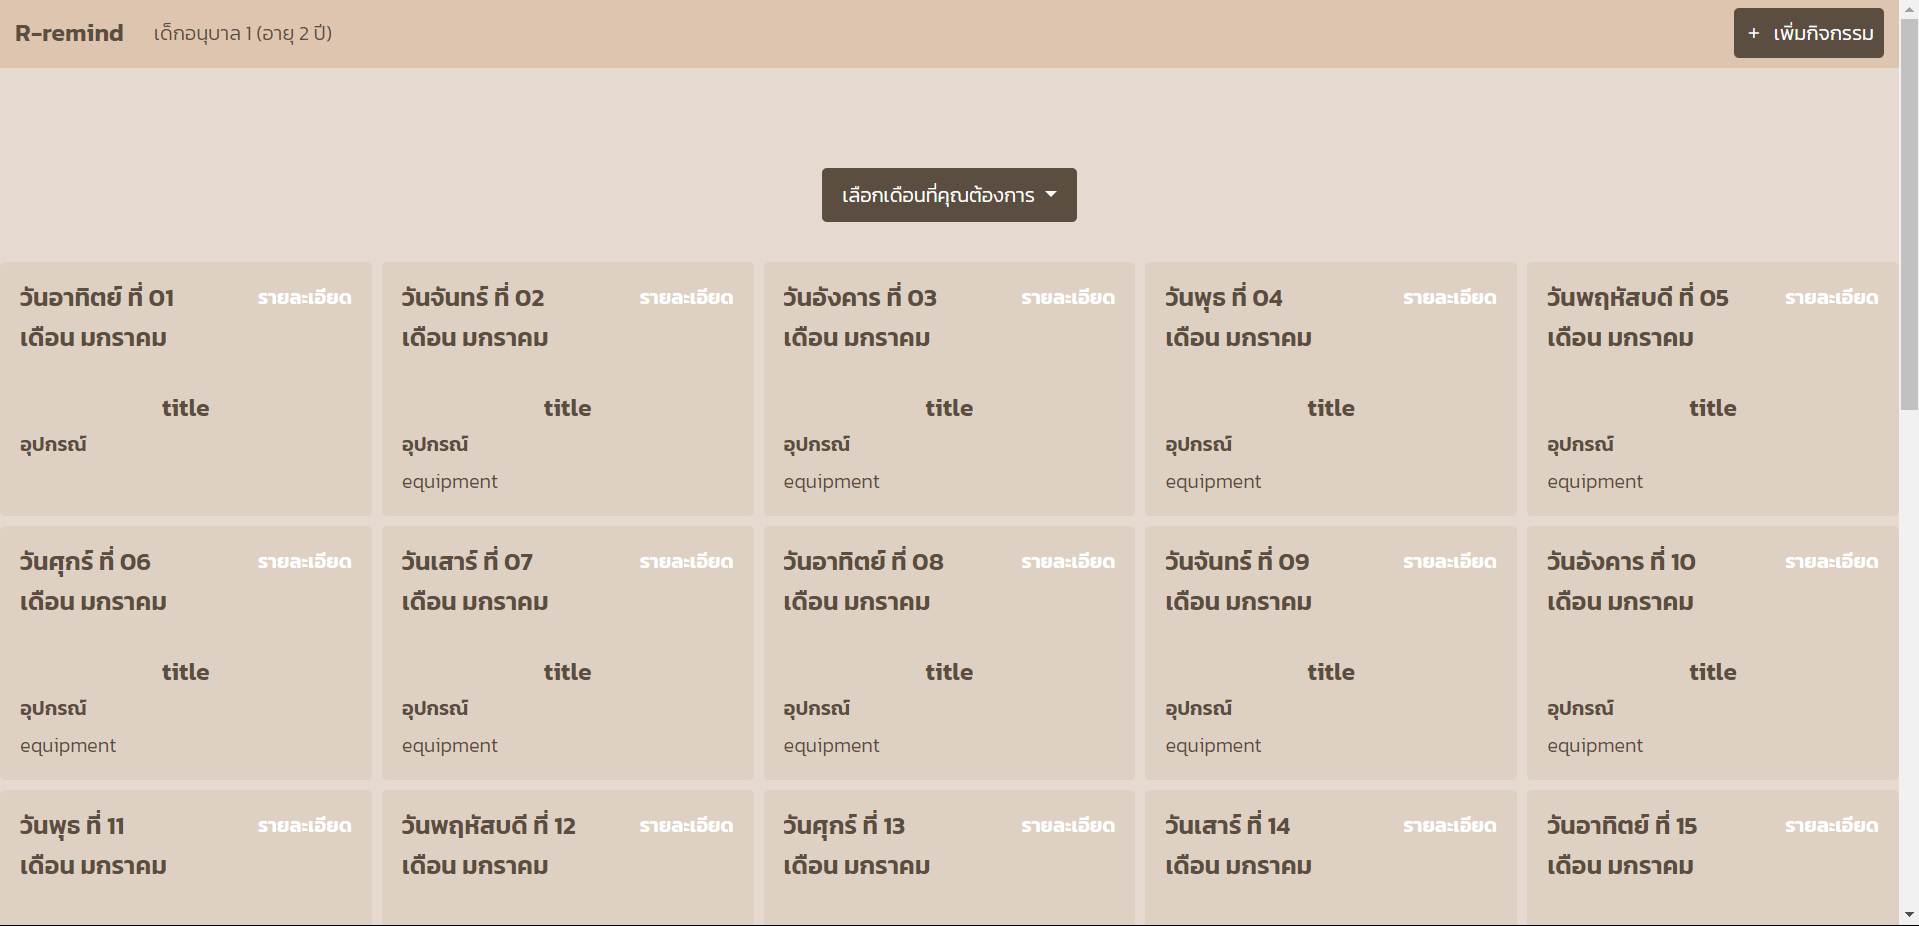 R-remind เด็กอนุบาล 1 (อายุ 2 ปี) + เพิ่มกิจกรรม
เลือกเดือนที่คุณต้องการ
วันอาทิตย์ ที่ 01 รายละเอียด
เดือน มกราคม
title
อุปกรณ์
วันจันทร์ ที่ 02 รายละเอียด
เดือน มกราคม
title
อุปกรณ์
equipment
วันอังคาร ที่ 03 รายละเอียด
เดือน มกราคม
title
อุปกรณ์
equipment
วันพุธ ที่ 04 รายละเอียด
เดือน มกราคม
title
อุปกรณ์
equipment
วันพฤหัสบดี ที่ 05 รายละเอียด
เดือน มกราคม
title
อุปกรณ์
equipment
วันศุกร์ ที่ 06 รายละเอียด
เดือน มกราคม
title
อุปกรณ์
equipment
วันเสาร์ ที่ 07 รายละเอียด
เดือน มกราคม
title
อุปกรณ์
equipment
วันอาทิตย์ ที่ 08 รายละเอียด
เดือน มกราคม
title
อุปกรณ์
equipment
วันจันทร์ ที่ 09 รายละเอียด
เดือน มกราคม
title
อุปกรณ์
equipment
วันอังคาร ที่ 10 รายละเอียด
เดือน มกราคม
title
อุปกรณ์
equipment
วันพุธ ที่ 11 รายละเอียด
เดือน มกราคม
วันพฤหัสบดี ที่ 12 รายละเอียด
เดือน มกราคม
วันศุกร์ ที่ 13 รายละเอียด
เดือน มกราคม
วันเสาร์ ที่ 14 รายละเอียด
เดือน มกราคม
วันอาทิตย์ ที่ 15 รายละเอียด
เดือน มกราคม